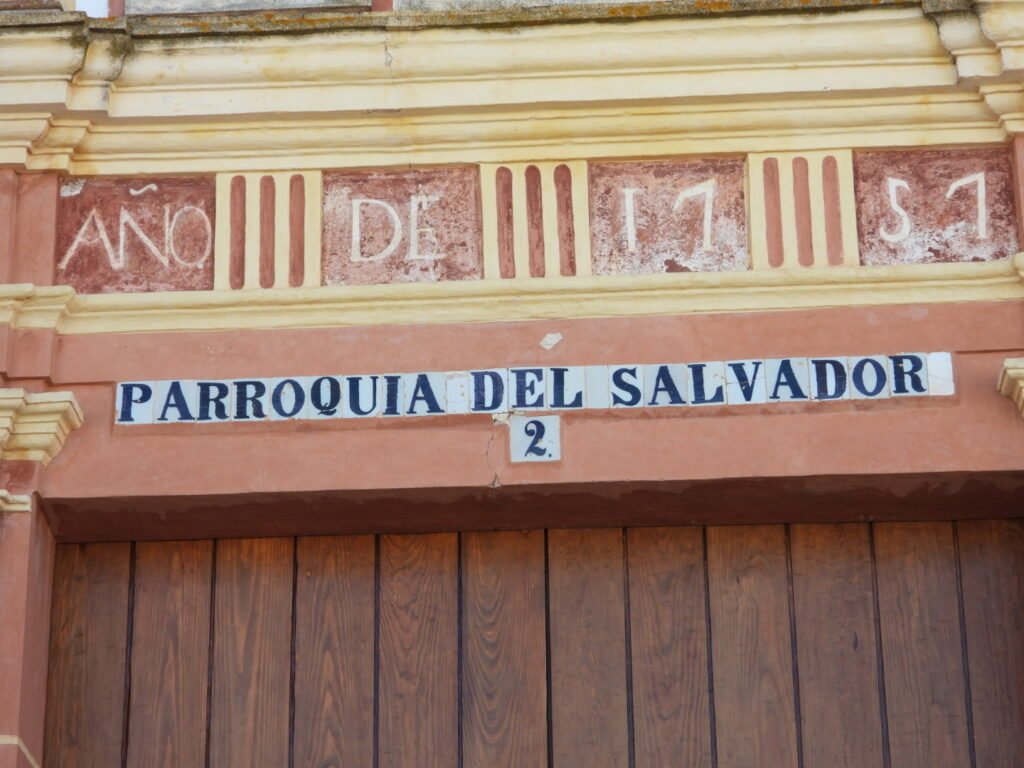 AÑO DE 1757
PARROQUIA DEL SALVADOR
2.